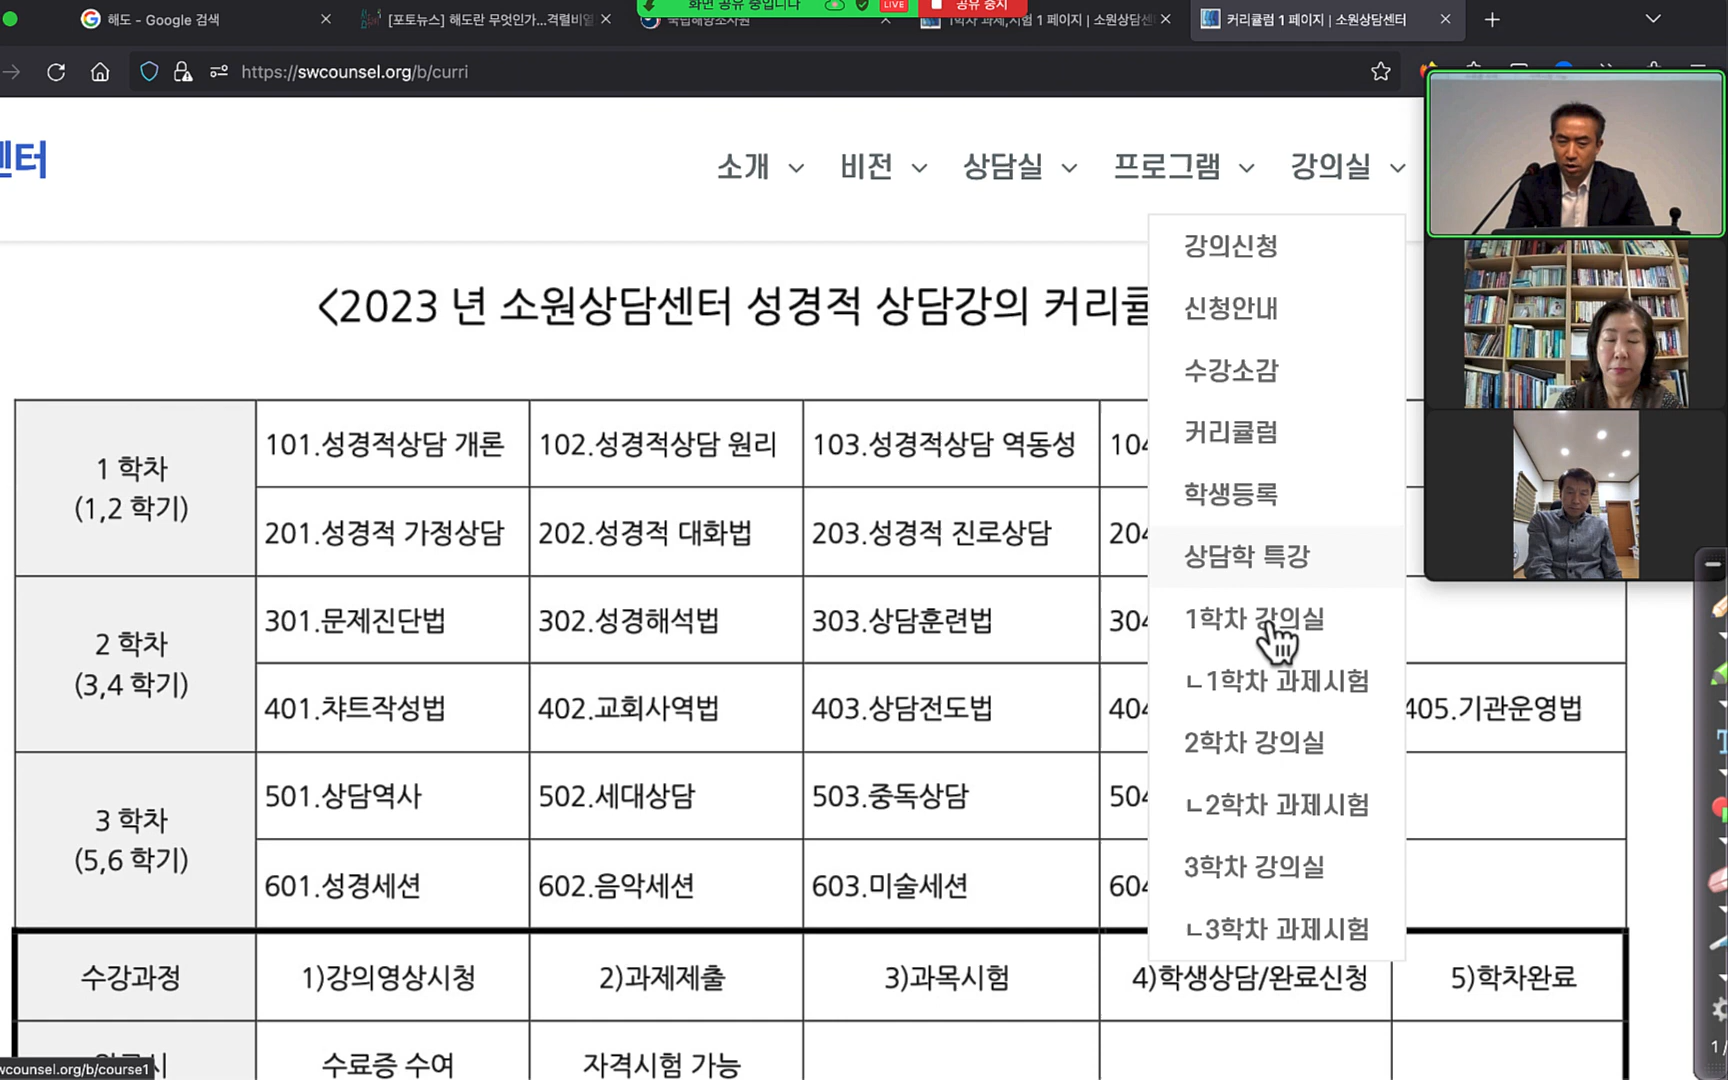 해도 - Google 검색
[포토뉴스] 해도란 무엇인가...격렬비열
화면 공유 중입니다
LIVE
공유 중지
국립해양조사원
1학차 과제,시험 1 페이지 | 소원상담센
커리큘럼 1 페이지 | 소원상담센터
https://swcounsel.org/b/curri
센터
소개
비전
상담실
프로그램
강의실
강의신청
신청안내
수강소감
커리큘럼
학생등록
상담학 특강
1학차 강의실
ㄴ1학차 과제시험
2학차 강의실
ㄴ2학차 과제시험
3학차 강의실
ㄴ3학차 과제시험
<2023 년 소원상담센터 성경적 상담강의 커리큘
1 학차
(1,2 학기)
101.성경적상담 개론
102.성경적상담 원리
103.성경적상담 역동성
104
201.성경적 가정상담
202.성경적 대화법
203.성경적 진로상담
204
2 학차
(3,4 학기)
301.문제진단법
302.성경해석법
303.상담훈련법
304
401.챠트작성법
402.교회사역법
403.상담전도법
404
405.기관운영법
3 학차
(5,6 학기)
501.상담역사
502.세대상담
503.중독상담
504
601.성경세션
602.음악세션
603.미술세션
604
수강과정
1)강의영상시청
2)과제제출
3)과목시험
4)학생상담/완료신청
5)학차완료
수료증 수여
자격시험 가능
wcounsel.org/b/course1
1/